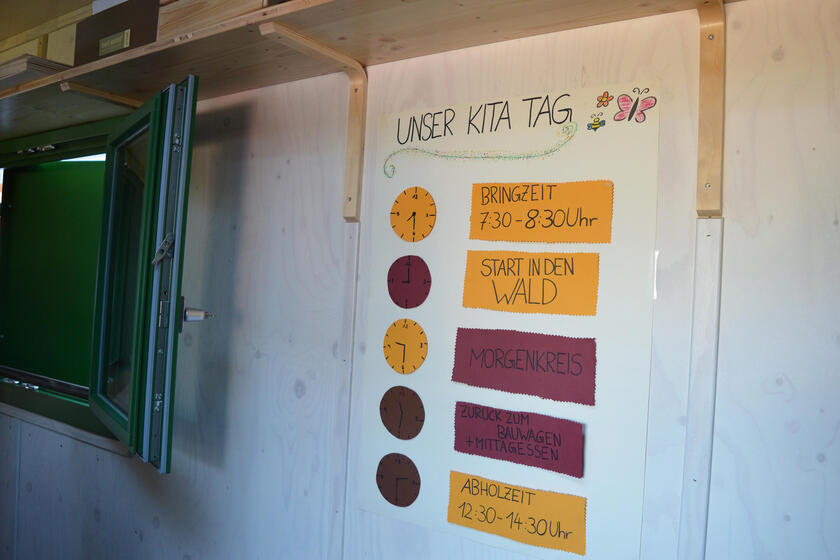 UNSER KITA TAG
BRINGZEIT
7:30-8:30Uhr
START IN DEN
WALD
MORGENKREIS
ZURÜCK ZUM
BAUWAGEN
+MITTAGESSEN
ABHOLZEIT
12:30-14:30Uhr